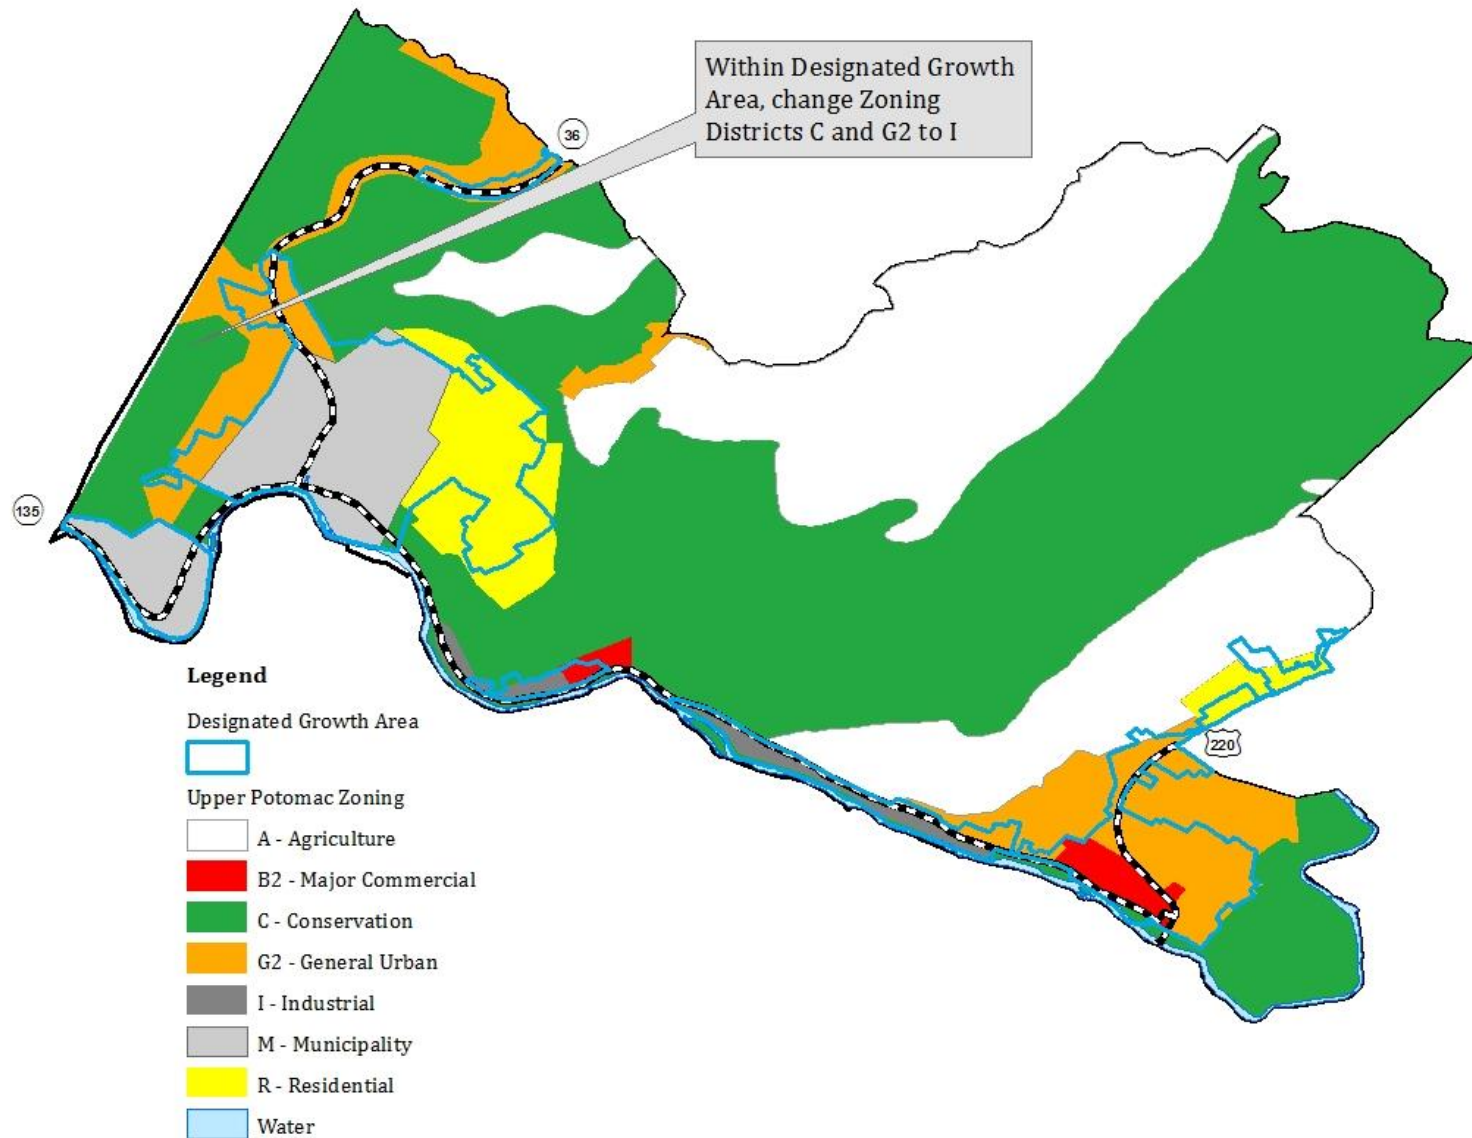 Within Designated Growth
Area, change Zoning
Districts C and G2 to I
36
135
220
Legend
Designated Growth Area
Upper Potomac Zoning
A - Agriculture
B2 - Major Commercial
C - Conservation
G2 - General Urban
I - Industrial
M - Municipality
R - Residential
Water